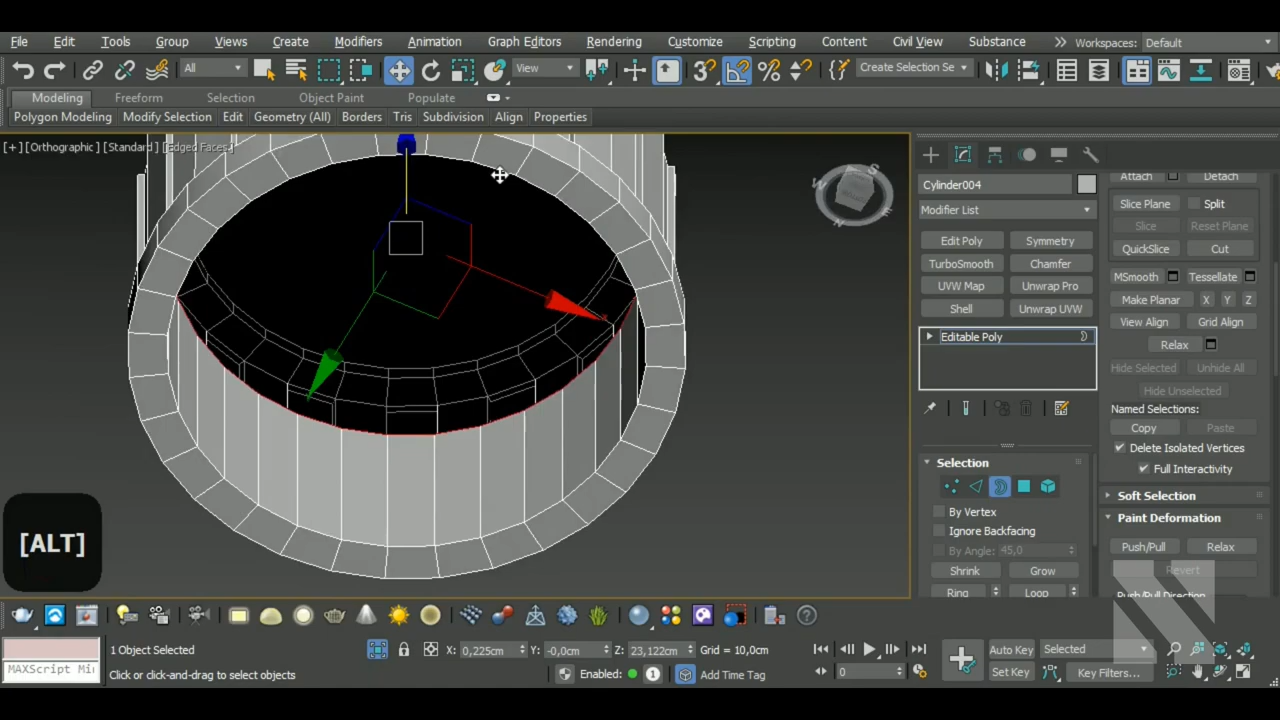 File Edit Tools Group Views Create Modifiers Animation Graph Editors Rendering Customize Scripting Content Civil View Substance Workspaces: Default
All View Create Selection Se
Modeling Freeform Selection Object Paint Populate
Polygon Modeling Modify Selection Edit Geometry (All) Borders Tris Subdivision Align Properties
[+] [Orthographic] [Standard] [Edged Faces]
W S E
Cylinder004
Modifier List
Edit Poly Symmetry
TurboSmooth Chamfer
UVW Map Unwrap Pro
Shell Unwrap UVW
Editable Poly
Selection
By Vertex
Ignore Backfacing
By Angle: 45,0
Shrink Grow
Ring Loop
Attach Detach
Slice Plane Split
Slice Reset Plane
QuickSlice Cut
MSmooth Tessellate
Make Planar X Y Z
View Align Grid Align
Relax
Hide Selected Unhide All
Hide Unselected
Named Selections:
Copy Paste
Delete Isolated Vertices
Full Interactivity
Soft Selection
Paint Deformation
Push/Pull Relax
Revert
Push/Pull Direction
[ALT]
1 Object Selected X: 0,225cm Y: -0,0cm Z: 23,122cm Grid = 10,0cm Auto Key Selected
MAXScript Mi Click or click-and-drag to select objects Enabled: 1 Add Time Tag 0 Set Key Key Filters...